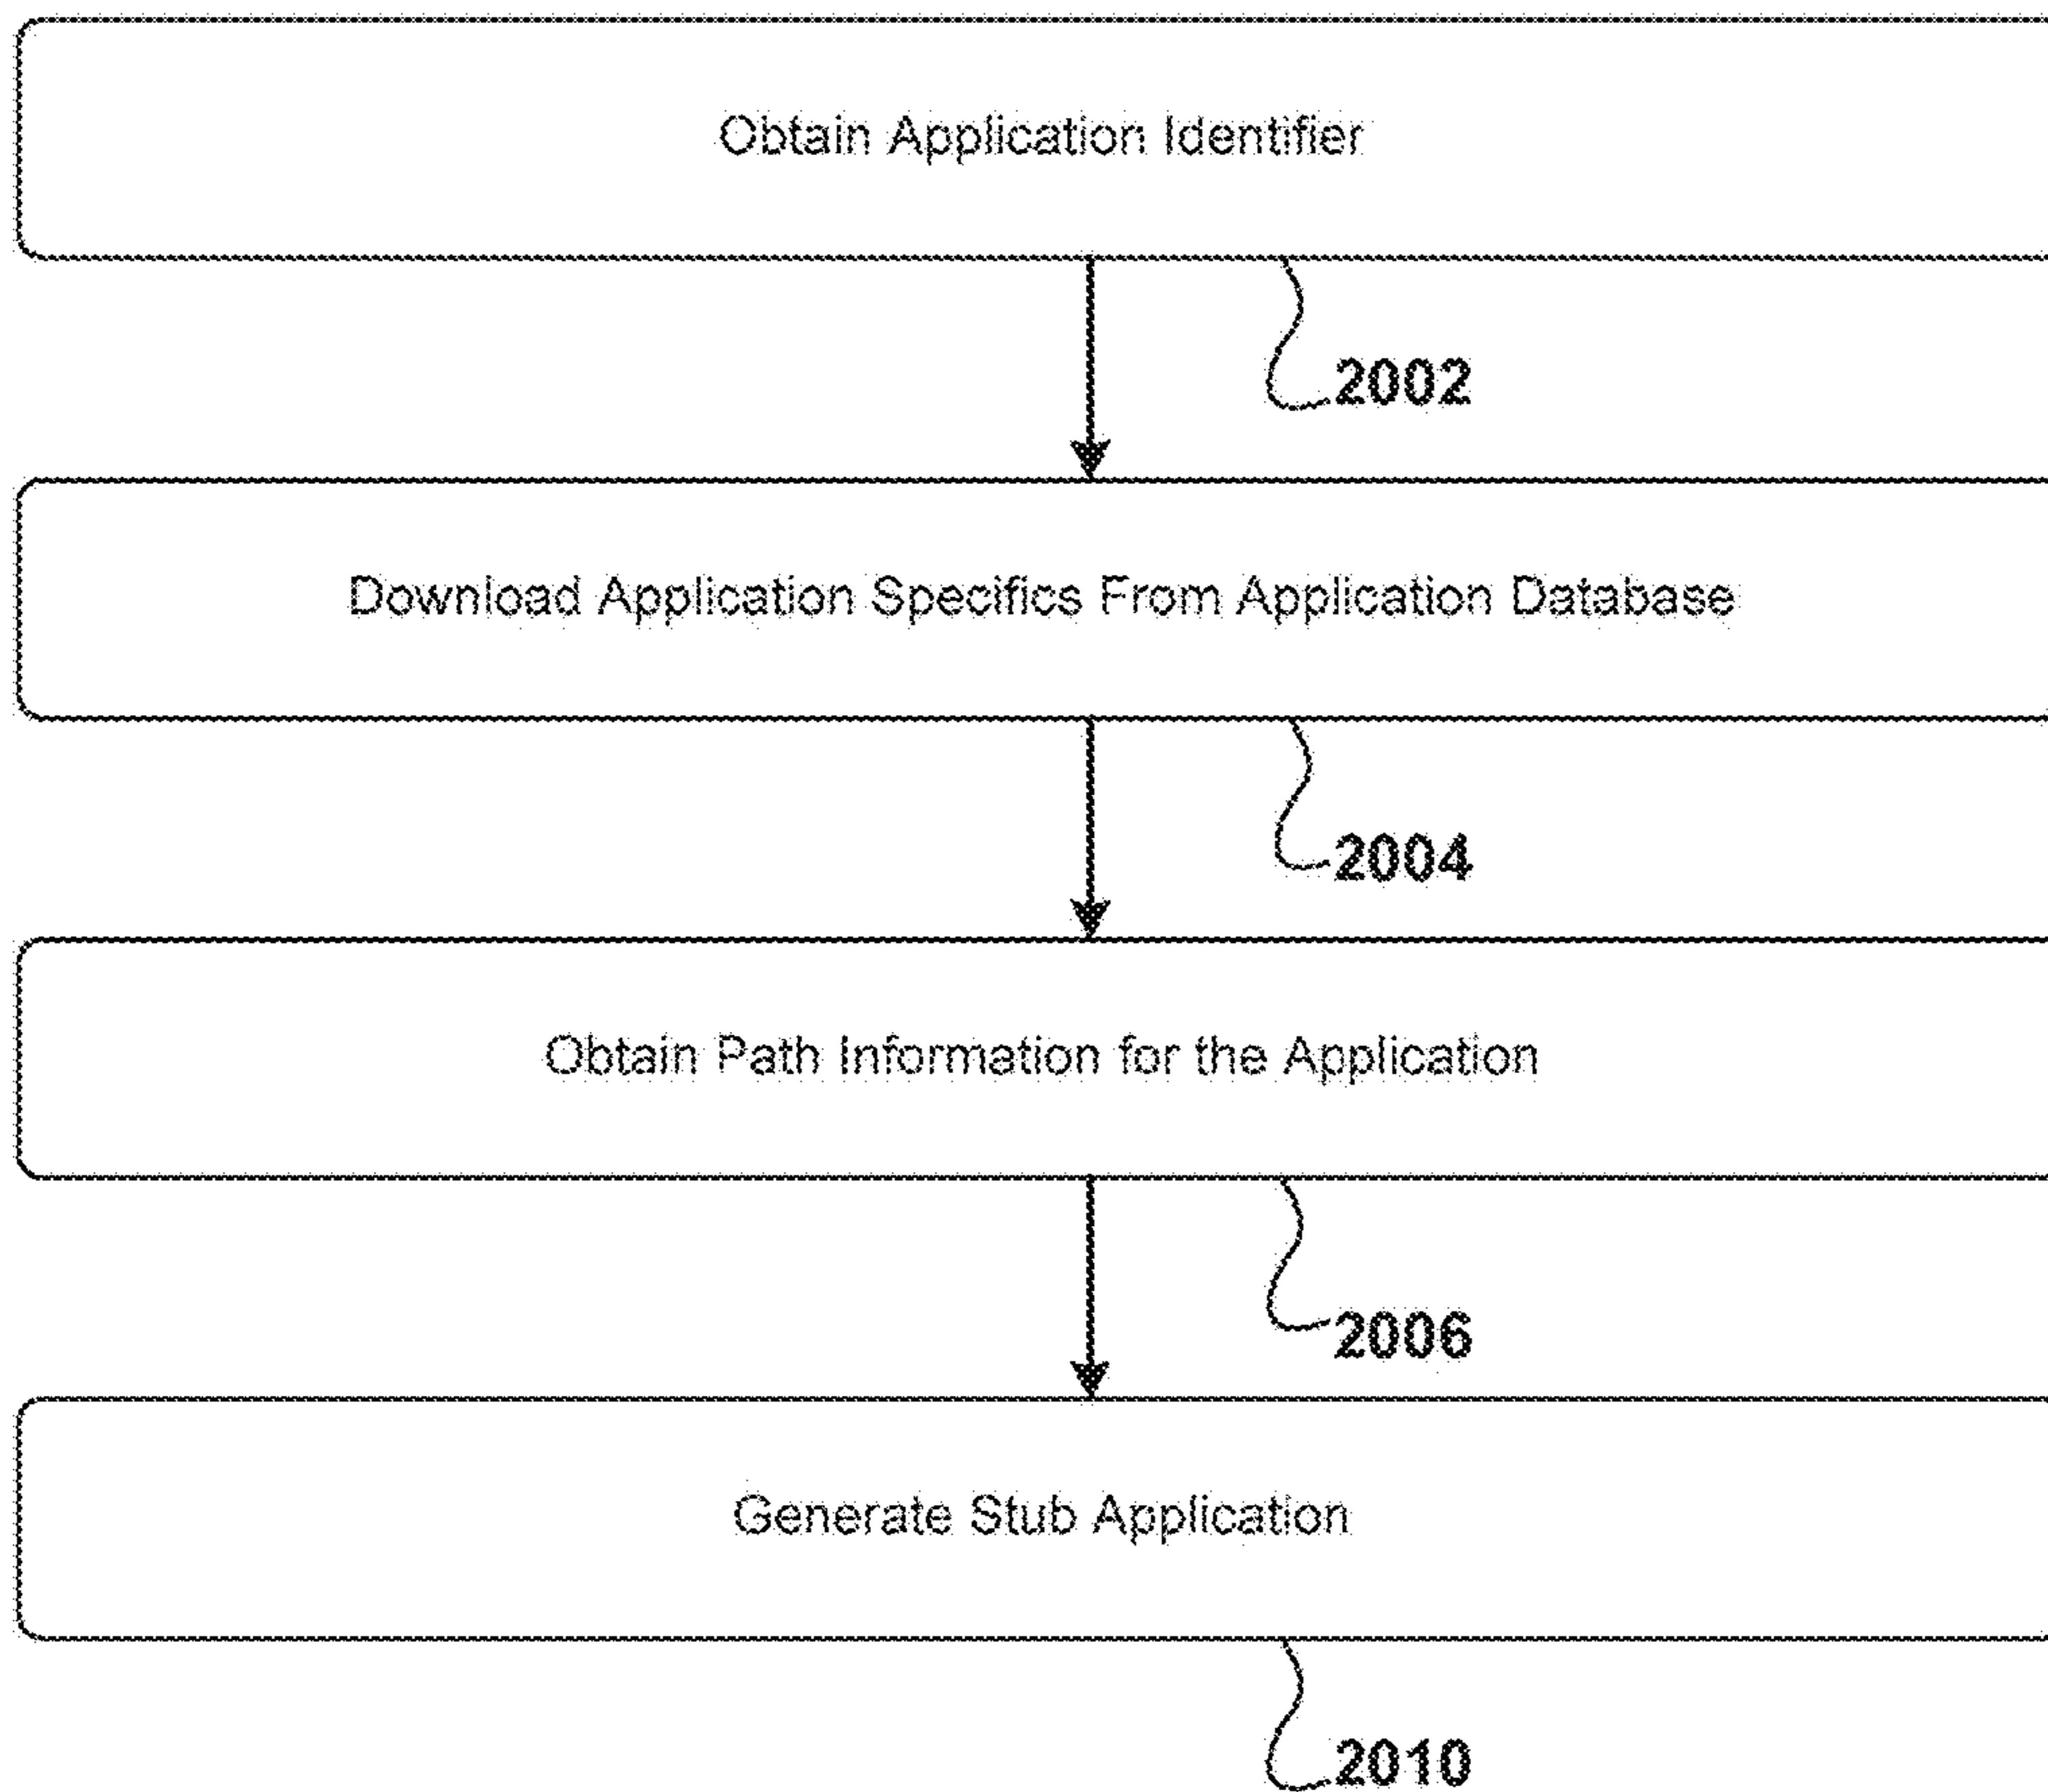 Obtain Application Identifier
2002
Download Application Specifics From Application Database
2004
Obtain Path Information for the Application
2006
Generate Stub Application
2010